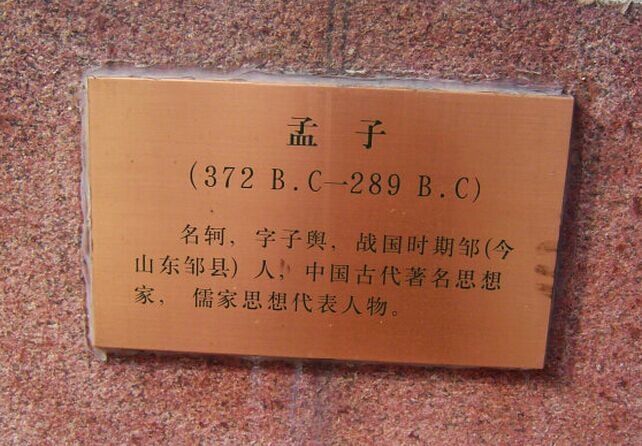 孟 子
(372 B.C—289 B.C)
名轲，字子舆，战国时期邹(今
山东邹县)人，中国古代著名思想
家，儒家思想代表人物。